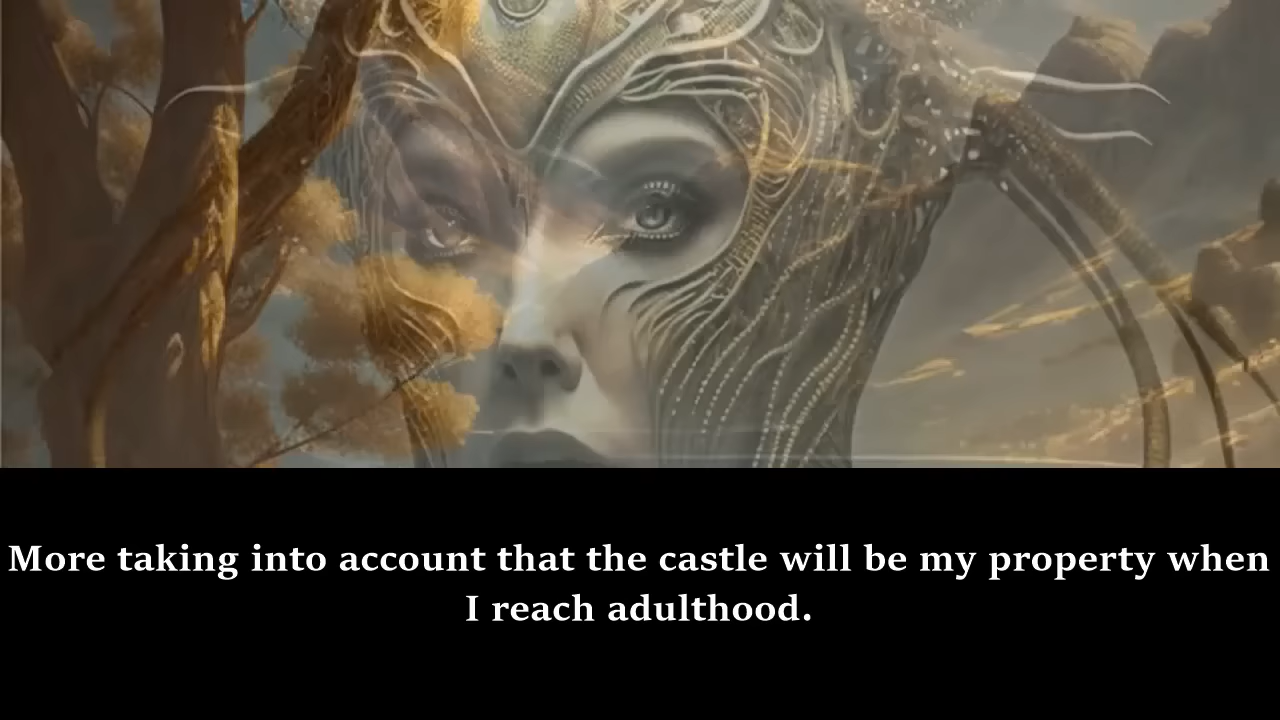 More taking into account that the castle will be my property when
I reach adulthood.